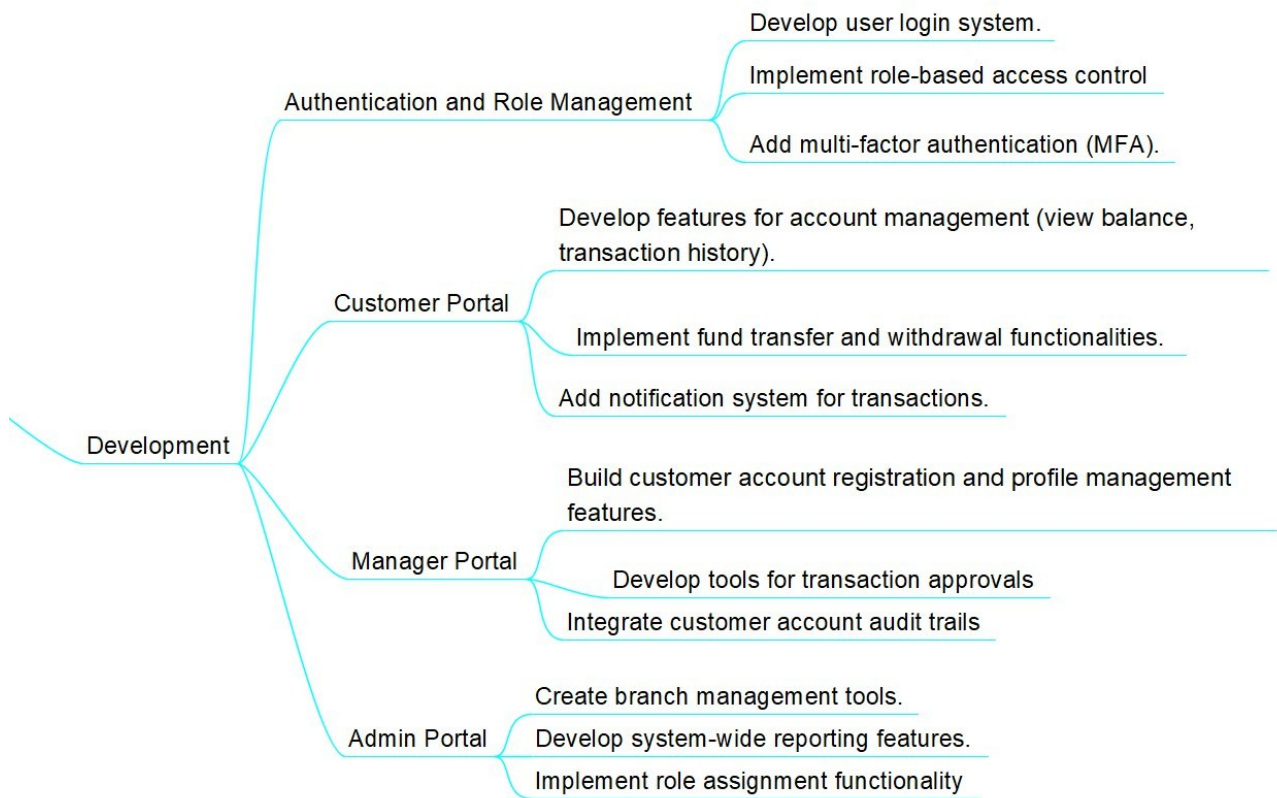 Develop user login system.
Implement role-based access control
Authentication and Role Management
Add multi-factor authentication (MFA).
Develop features for account management (view balance,
transaction history).
Customer Portal
Implement fund transfer and withdrawal functionalities.
Add notification system for transactions.
Development
Build customer account registration and profile management
features.
Manager Portal
Develop tools for transaction approvals
Integrate customer account audit trails
Create branch management tools.
Admin Portal
Develop system-wide reporting features.
Implement role assignment functionality